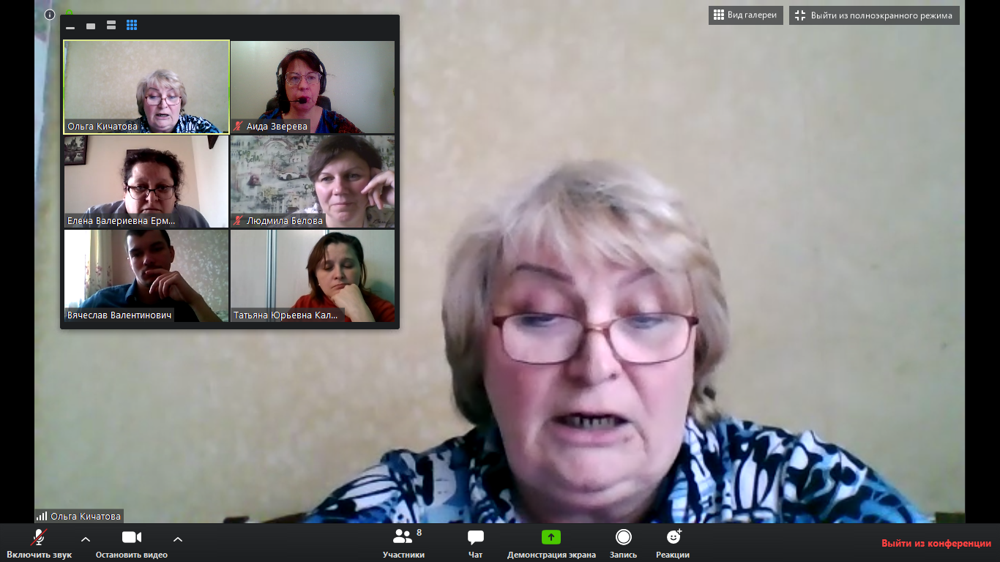 Вид галереи
Выйти из полноэкранного режима
Ольга Кичатова
Аида Зверева
Елена Валериевна Ерм...
Людмила Белова
Вячеслав Валентинович
Татьяна Юрьевна Кал...
Ольга Кичатова
Включить звук
Остановить видео
Участники
8
Чат
Демонстрация экрана
Запись
Реакции
Выйти из конференции